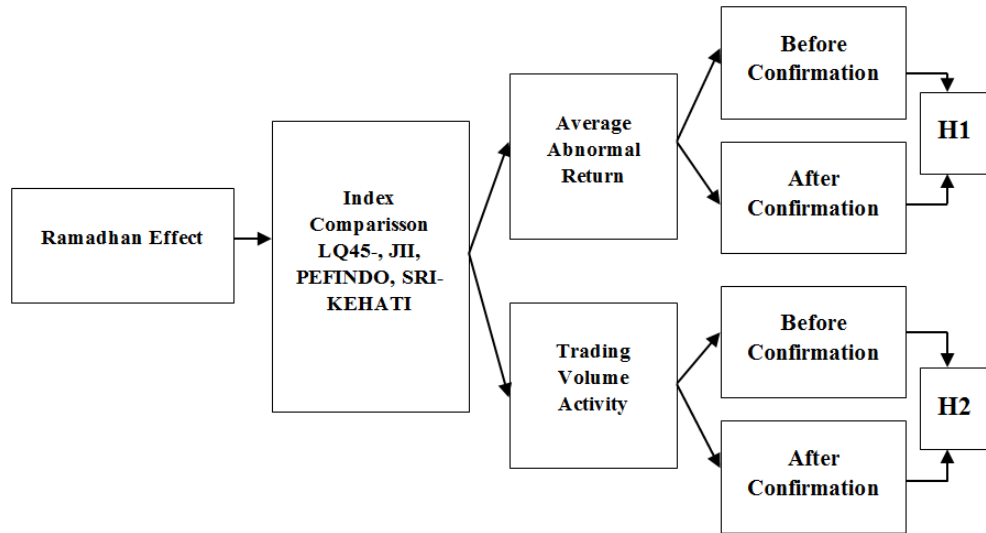 Ramadhan Effect
Index
Comparisson
LQ45-, JII,
PEFINDO, SRI-
KEHATI
Average
Abnormal
Return
Before
Confirmation
After
Confirmation
H1
Trading
Volume
Activity
Before
Confirmation
After
Confirmation
H2